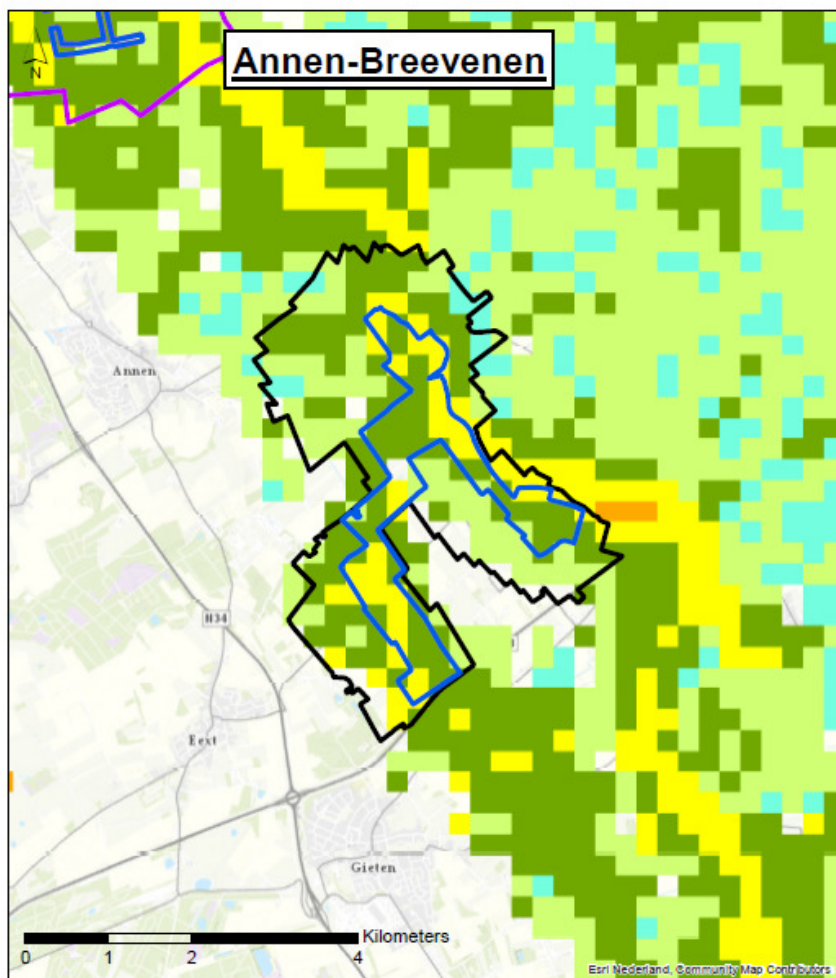 Annen-Breevenen
N
Annen
N34
Eext
Gieten
Kilometers
0 1 2 4
Esri Nederland, Community Map Contributors